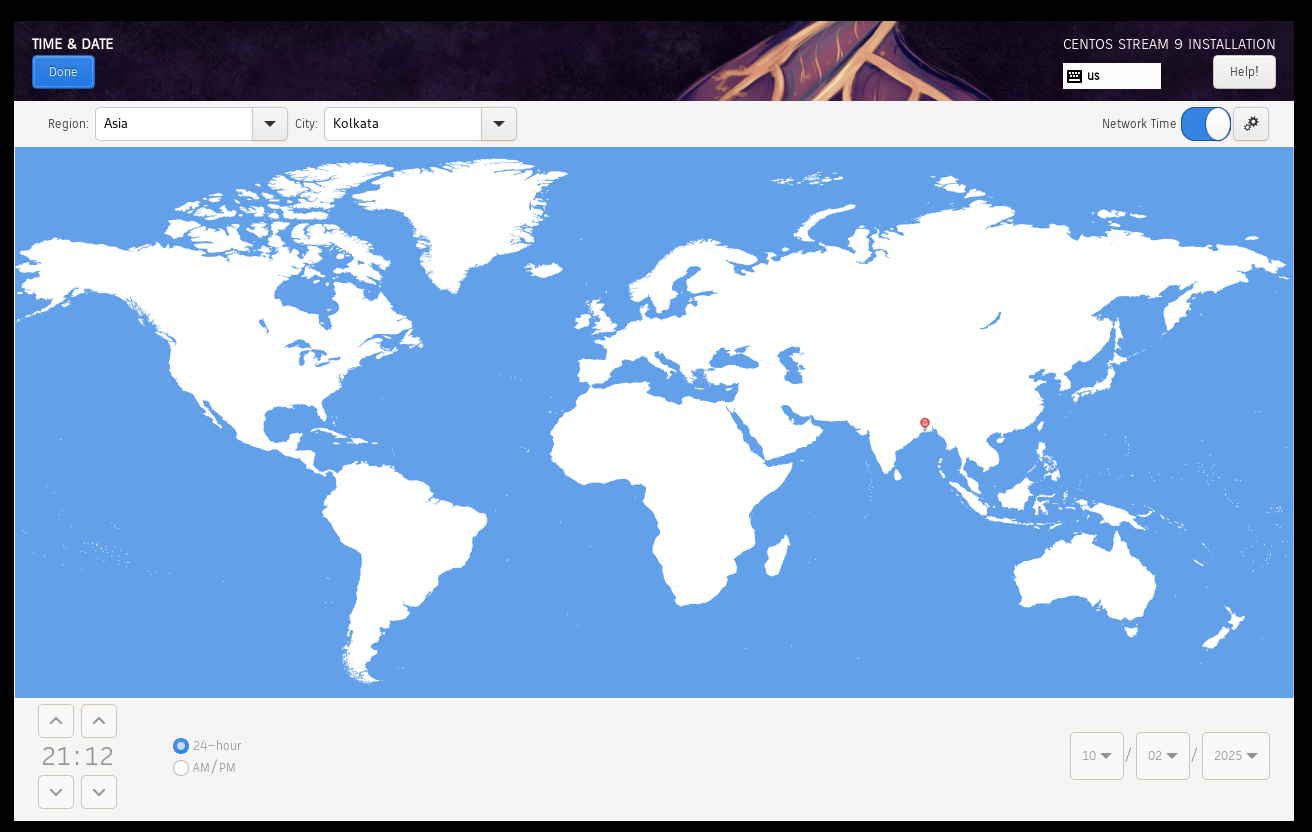 TIME & DATE
CENTOS STREAM 9 INSTALLATION
Done
us
Help!
Region:
Asia
City:
Kolkata
Network Time
21:12
24-hour
AM/PM
10 / 02 / 2025